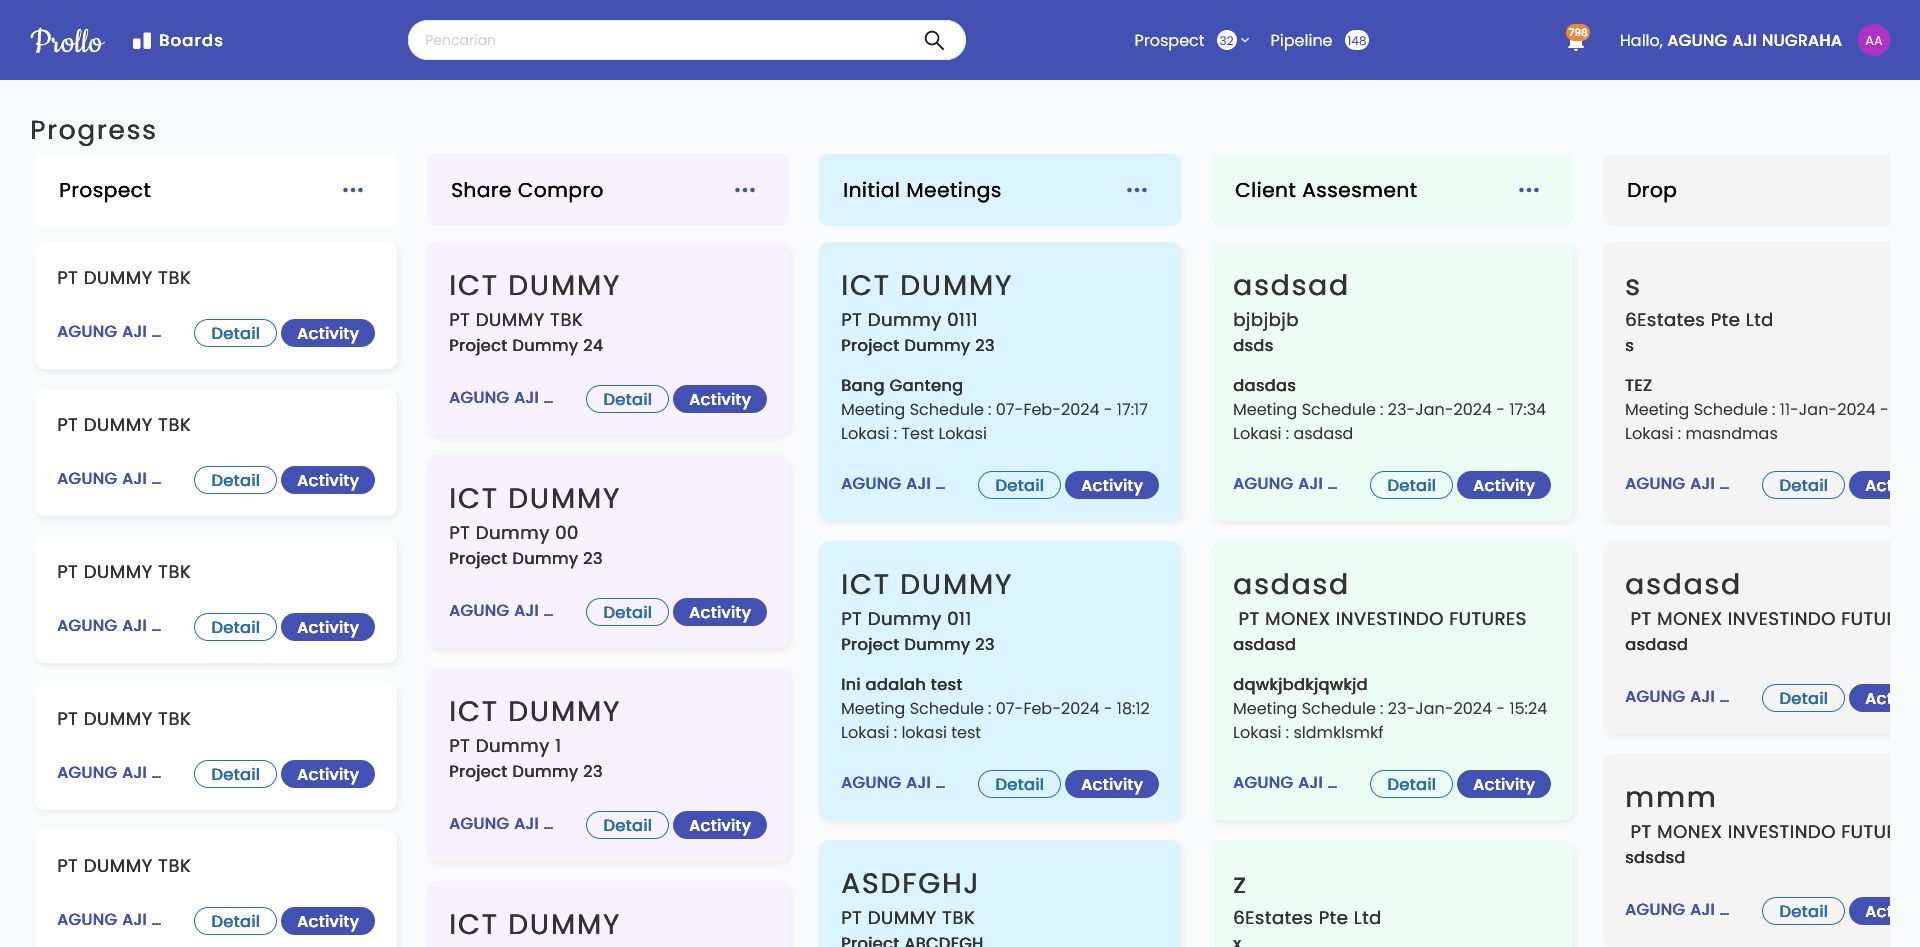 Prollo
Boards
Pencarian
Prospect 32
Pipeline 148
798
Hallo, AGUNG AJI NUGRAHA
AA
Progress
Prospect
PT DUMMY TBK
AGUNG AJI ... Detail Activity
PT DUMMY TBK
AGUNG AJI ... Detail Activity
PT DUMMY TBK
AGUNG AJI ... Detail Activity
PT DUMMY TBK
AGUNG AJI ... Detail Activity
PT DUMMY TBK
AGUNG AJI ... Detail Activity
Share Compro
ICT DUMMY
PT DUMMY TBK
Project Dummy 24
AGUNG AJI ... Detail Activity
ICT DUMMY
PT Dummy 00
Project Dummy 23
AGUNG AJI ... Detail Activity
ICT DUMMY
PT Dummy 1
Project Dummy 23
AGUNG AJI ... Detail Activity
ICT DUMMY
Initial Meetings
ICT DUMMY
PT Dummy 0111
Project Dummy 23
Bang Ganteng
Meeting Schedule : 07-Feb-2024 - 17:17
Lokasi : Test Lokasi
AGUNG AJI ... Detail Activity
ICT DUMMY
PT Dummy 011
Project Dummy 23
Ini adalah test
Meeting Schedule : 07-Feb-2024 - 18:12
Lokasi : lokasi test
AGUNG AJI ... Detail Activity
ASDFGHJ
PT DUMMY TBK
Project ABCDFGH
Client Assesment
asdsad
bjbjbjb
dsds
dasdas
Meeting Schedule : 23-Jan-2024 - 17:34
Lokasi : asdasd
AGUNG AJI ... Detail Activity
asdasd
PT MONEX INVESTINDO FUTURES
asdasd
dqwkjbdkjqwkjd
Meeting Schedule : 23-Jan-2024 - 15:24
Lokasi : sldmklsmkf
AGUNG AJI ... Detail Activity
z
6Estates Pte Ltd
x
Drop
s
6Estates Pte Ltd
s
TEZ
Meeting Schedule : 11-Jan-2024 -
Lokasi : masndmas
AGUNG AJI ... Detail Act
asdasd
PT MONEX INVESTINDO FUTU
asdasd
AGUNG AJI ... Detail Act
mmm
PT MONEX INVESTINDO FUTU
sdsdsd
AGUNG AJI ... Detail Act